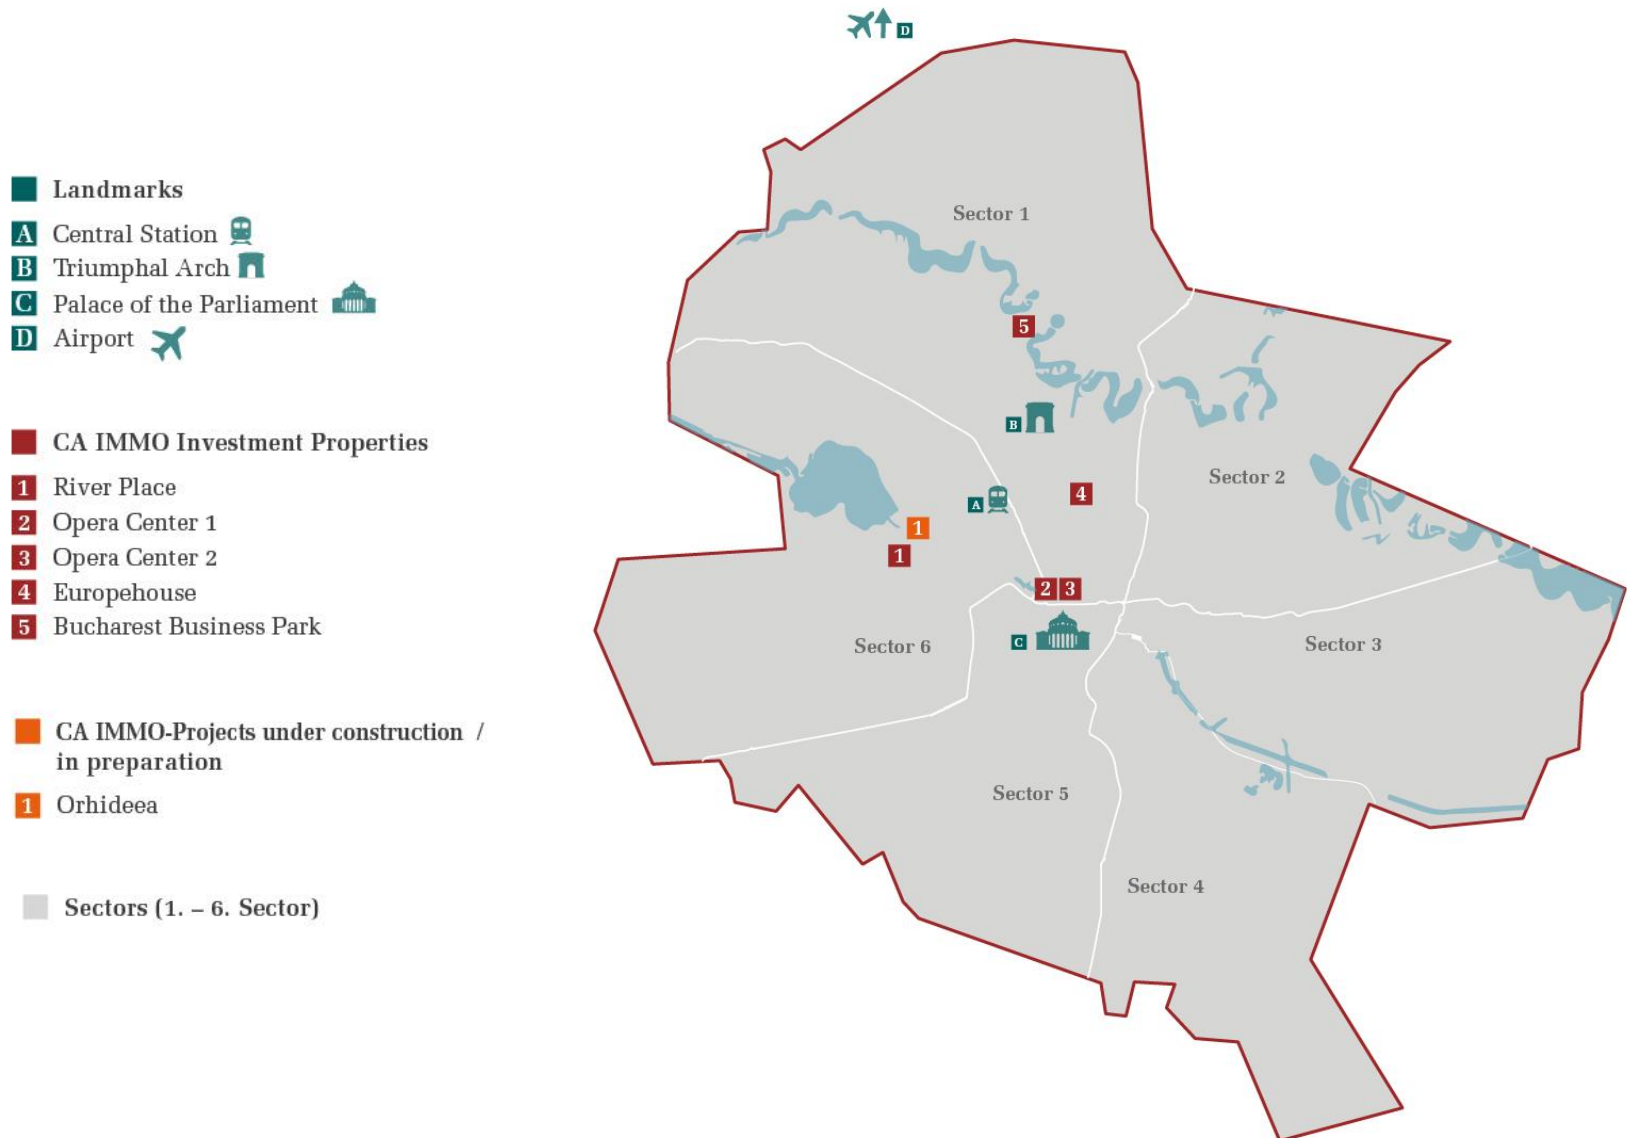 Landmarks
A Central Station
B Triumphal Arch
C Palace of the Parliament
D Airport
CA IMMO Investment Properties
1 River Place
2 Opera Center 1
3 Opera Center 2
4 Europehouse
5 Bucharest Business Park
CA IMMO-Projects under construction /
in preparation
1 Orhideea
Sectors (1. – 6. Sector)
D
Sector 1
5
B
Sector 2
4
A
1
1
2 3
C
Sector 6
Sector 3
Sector 5
Sector 4